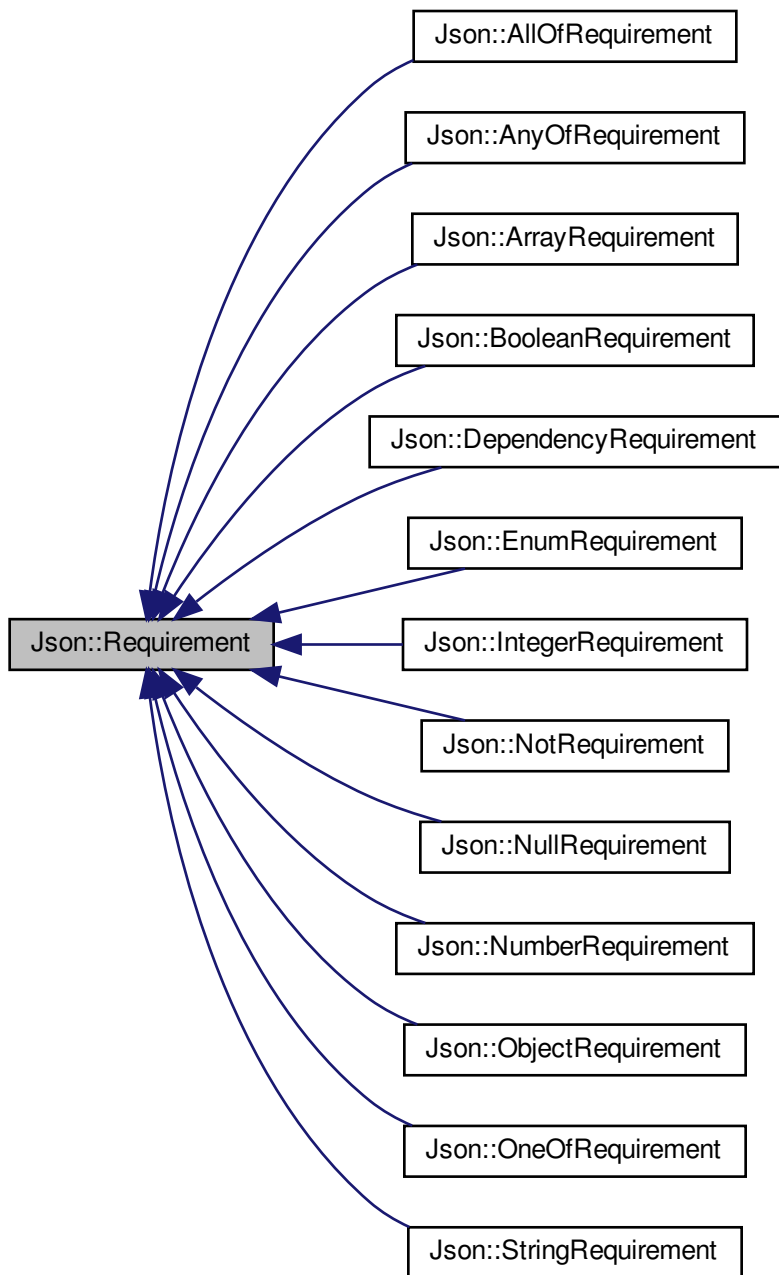 Json::AllOfRequirement
Json::AnyOfRequirement
Json::ArrayRequirement
Json::BooleanRequirement
Json::DependencyRequirement
Json::EnumRequirement
Json::Requirement
Json::IntegerRequirement
Json::NotRequirement
Json::NullRequirement
Json::NumberRequirement
Json::ObjectRequirement
Json::OneOfRequirement
Json::StringRequirement